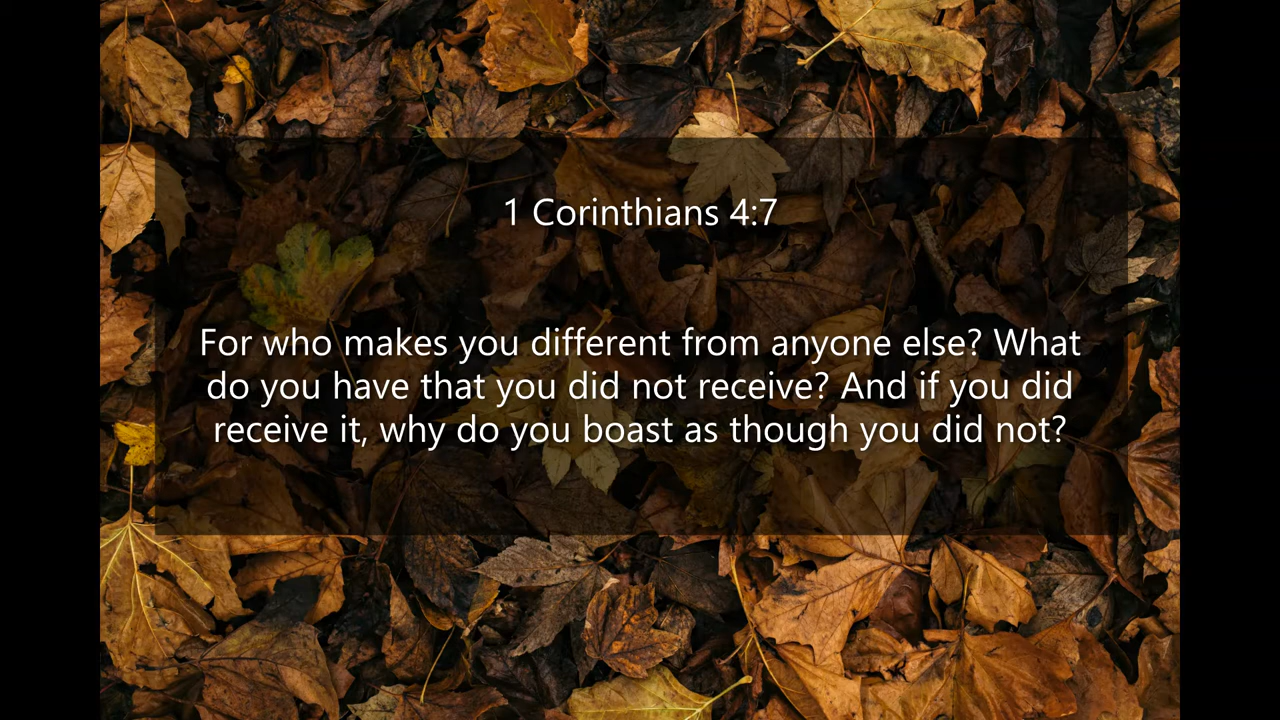 1 Corinthians 4:7
For who makes you different from anyone else? What
do you have that you did not receive? And if you did
receive it, why do you boast as though you did not?